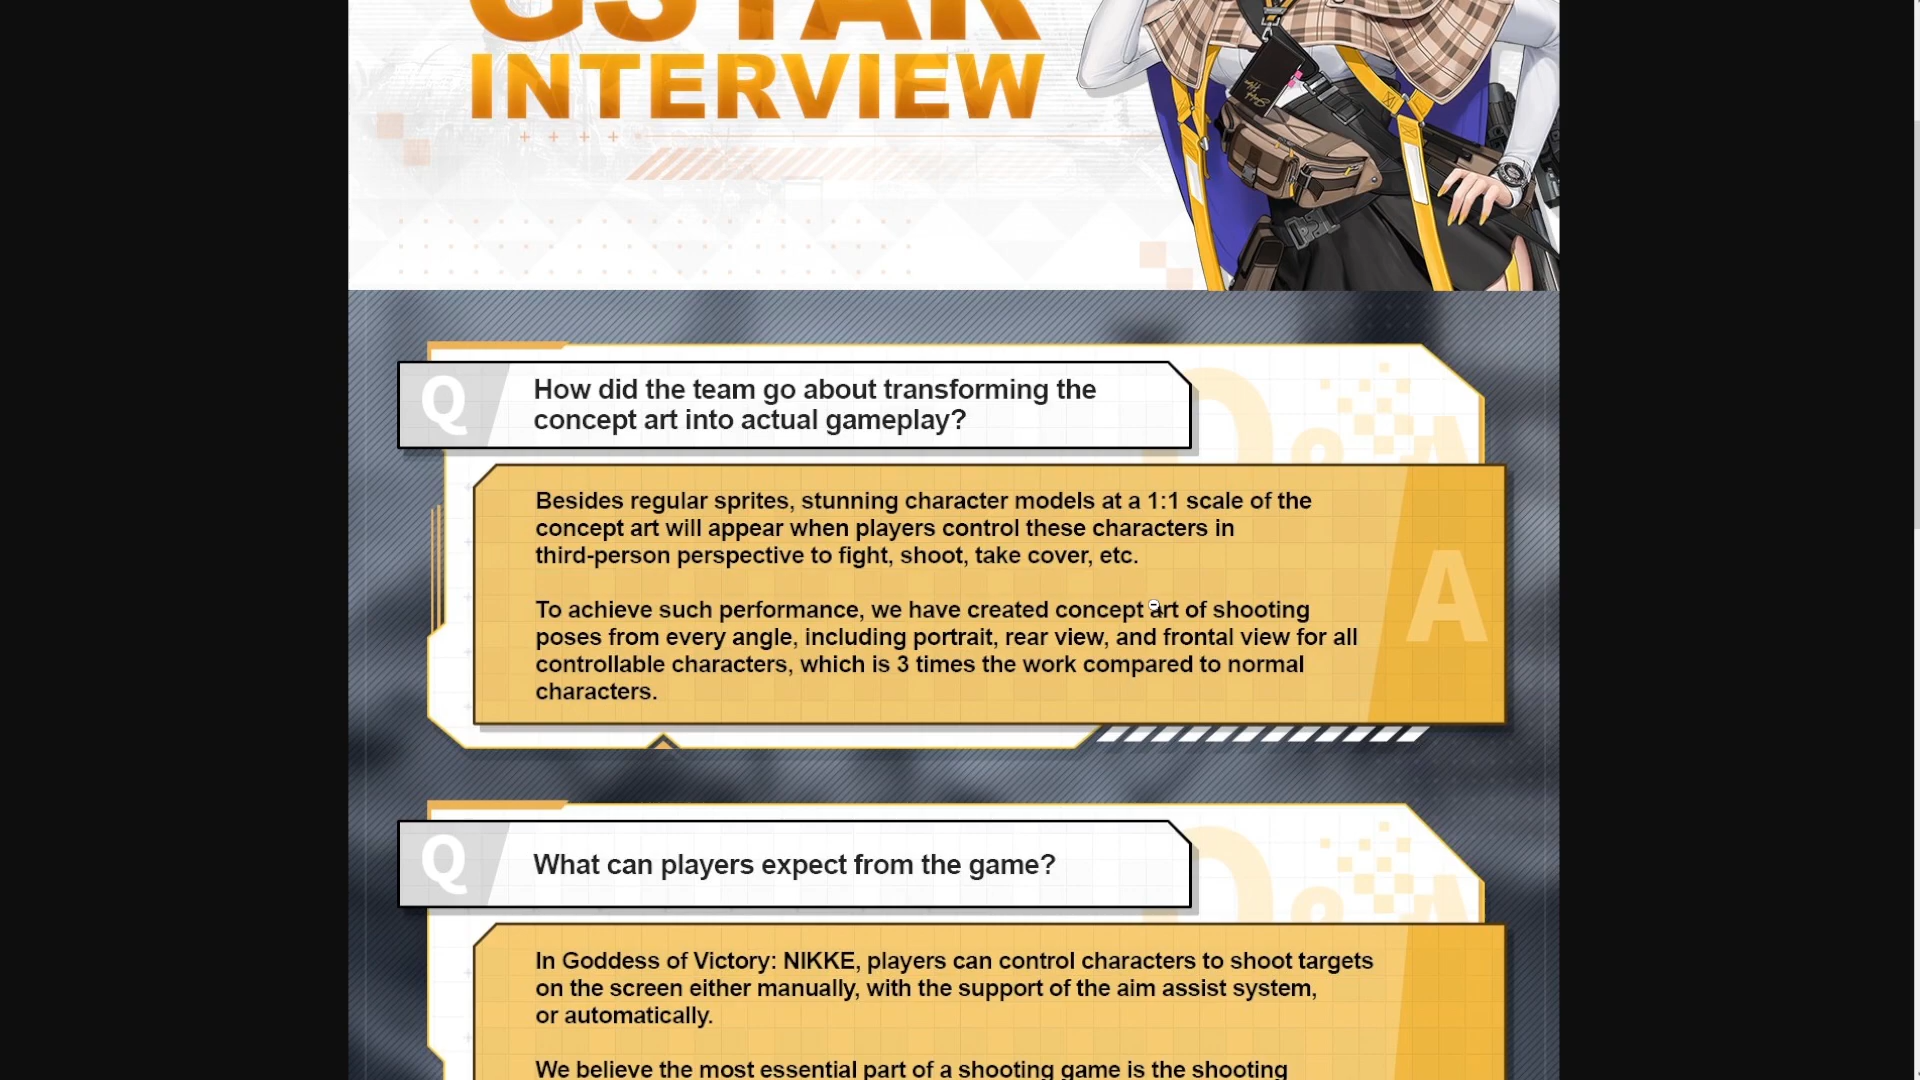 GSTAR
INTERVIEW
Q
How did the team go about transforming the
concept art into actual gameplay?
Q&A
Besides regular sprites, stunning character models at a 1:1 scale of the
concept art will appear when players control these characters in
third-person perspective to fight, shoot, take cover, etc.
To achieve such performance, we have created concept art of shooting
poses from every angle, including portrait, rear view, and frontal view for all
controllable characters, which is 3 times the work compared to normal
characters.
A
Q
What can players expect from the game?
Q&A
In Goddess of Victory: NIKKE, players can control characters to shoot targets
on the screen either manually, with the support of the aim assist system,
or automatically.
We believe the most essential part of a shooting game is the shooting